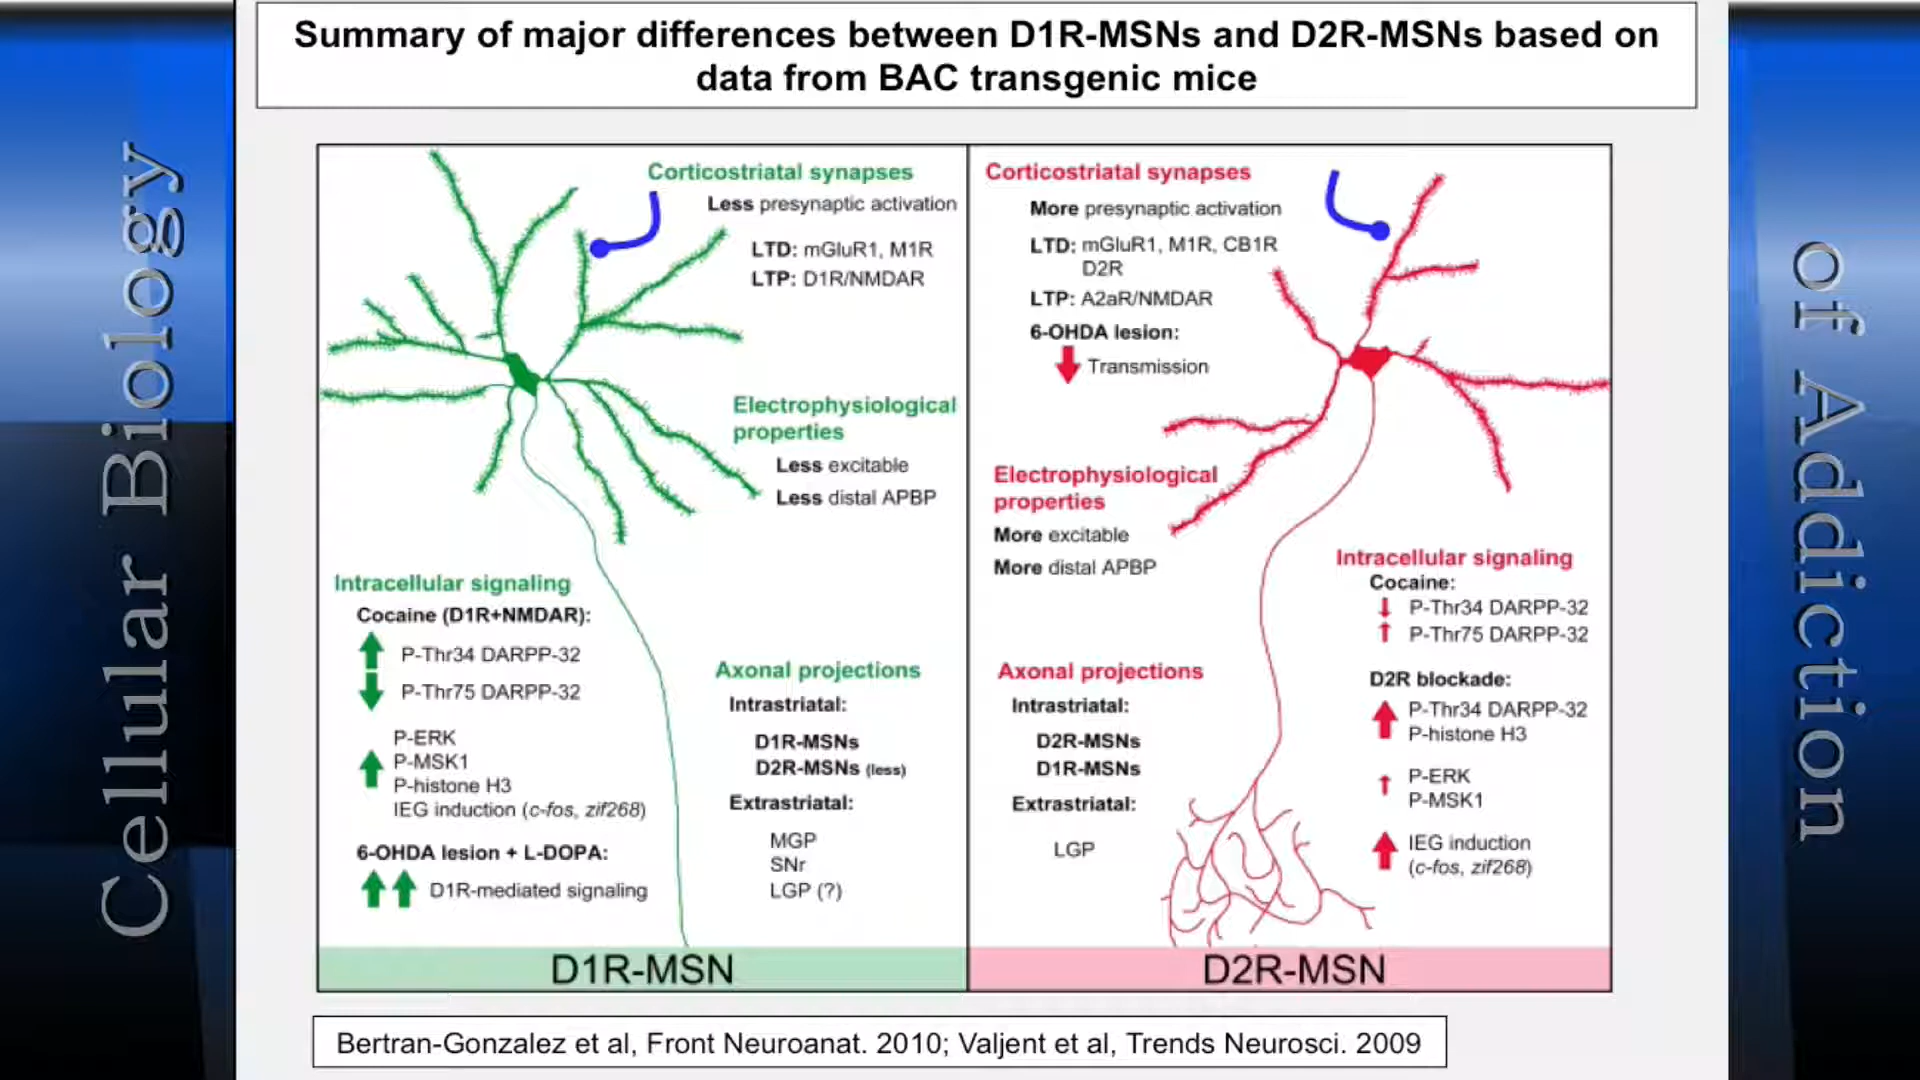 Summary of major differences between D1R-MSNs and D2R-MSNs based on
data from BAC transgenic mice
Cellular Biology
Corticostriatal synapses
Less presynaptic activation
LTD: mGluR1, M1R
LTP: D1R/NMDAR
Electrophysiological
properties
Less excitable
Less distal APBP
Intracellular signaling
Cocaine (D1R+NMDAR):
P-Thr34 DARPP-32
P-Thr75 DARPP-32
P-ERK
P-MSK1
P-histone H3
IEG induction (c-fos, zif268)
6-OHDA lesion + L-DOPA:
D1R-mediated signaling
Axonal projections
Intrastriatal:
D1R-MSNs
D2R-MSNs (less)
Extrastriatal:
MGP
SNr
LGP (?)
D1R-MSN
Corticostriatal synapses
More presynaptic activation
LTD: mGluR1, M1R, CB1R
D2R
LTP: A2aR/NMDAR
6-OHDA lesion:
Transmission
Electrophysiological
properties
More excitable
More distal APBP
Axonal projections
Intrastriatal:
D2R-MSNs
D1R-MSNs
Extrastriatal:
LGP
Intracellular signaling
Cocaine:
P-Thr34 DARPP-32
P-Thr75 DARPP-32
D2R blockade:
P-Thr34 DARPP-32
P-histone H3
P-ERK
P-MSK1
IEG induction
(c-fos, zif268)
D2R-MSN
of Addiction
Bertran-Gonzalez et al, Front Neuroanat. 2010; Valjent et al, Trends Neurosci. 2009